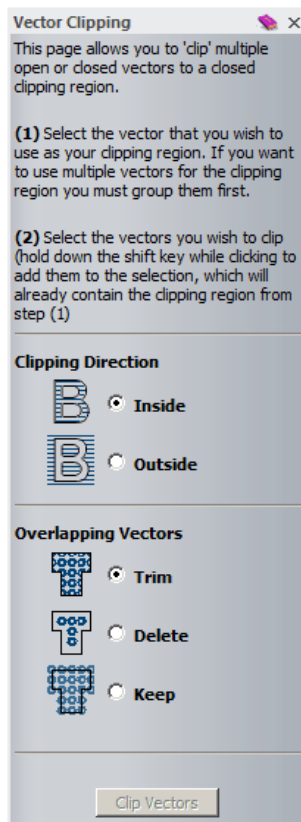 Vector Clipping
This page allows you to 'clip' multiple
open or closed vectors to a closed
clipping region.
(1) Select the vector that you wish to
use as your clipping region. If you want
to use multiple vectors for the clipping
region you must group them first.
(2) Select the vectors you wish to clip
(hold down the shift key while clicking to
add them to the selection, which will
already contain the clipping region from
step (1)
Clipping Direction
Inside
Outside
Overlapping Vectors
Trim
Delete
Keep
Clip Vectors